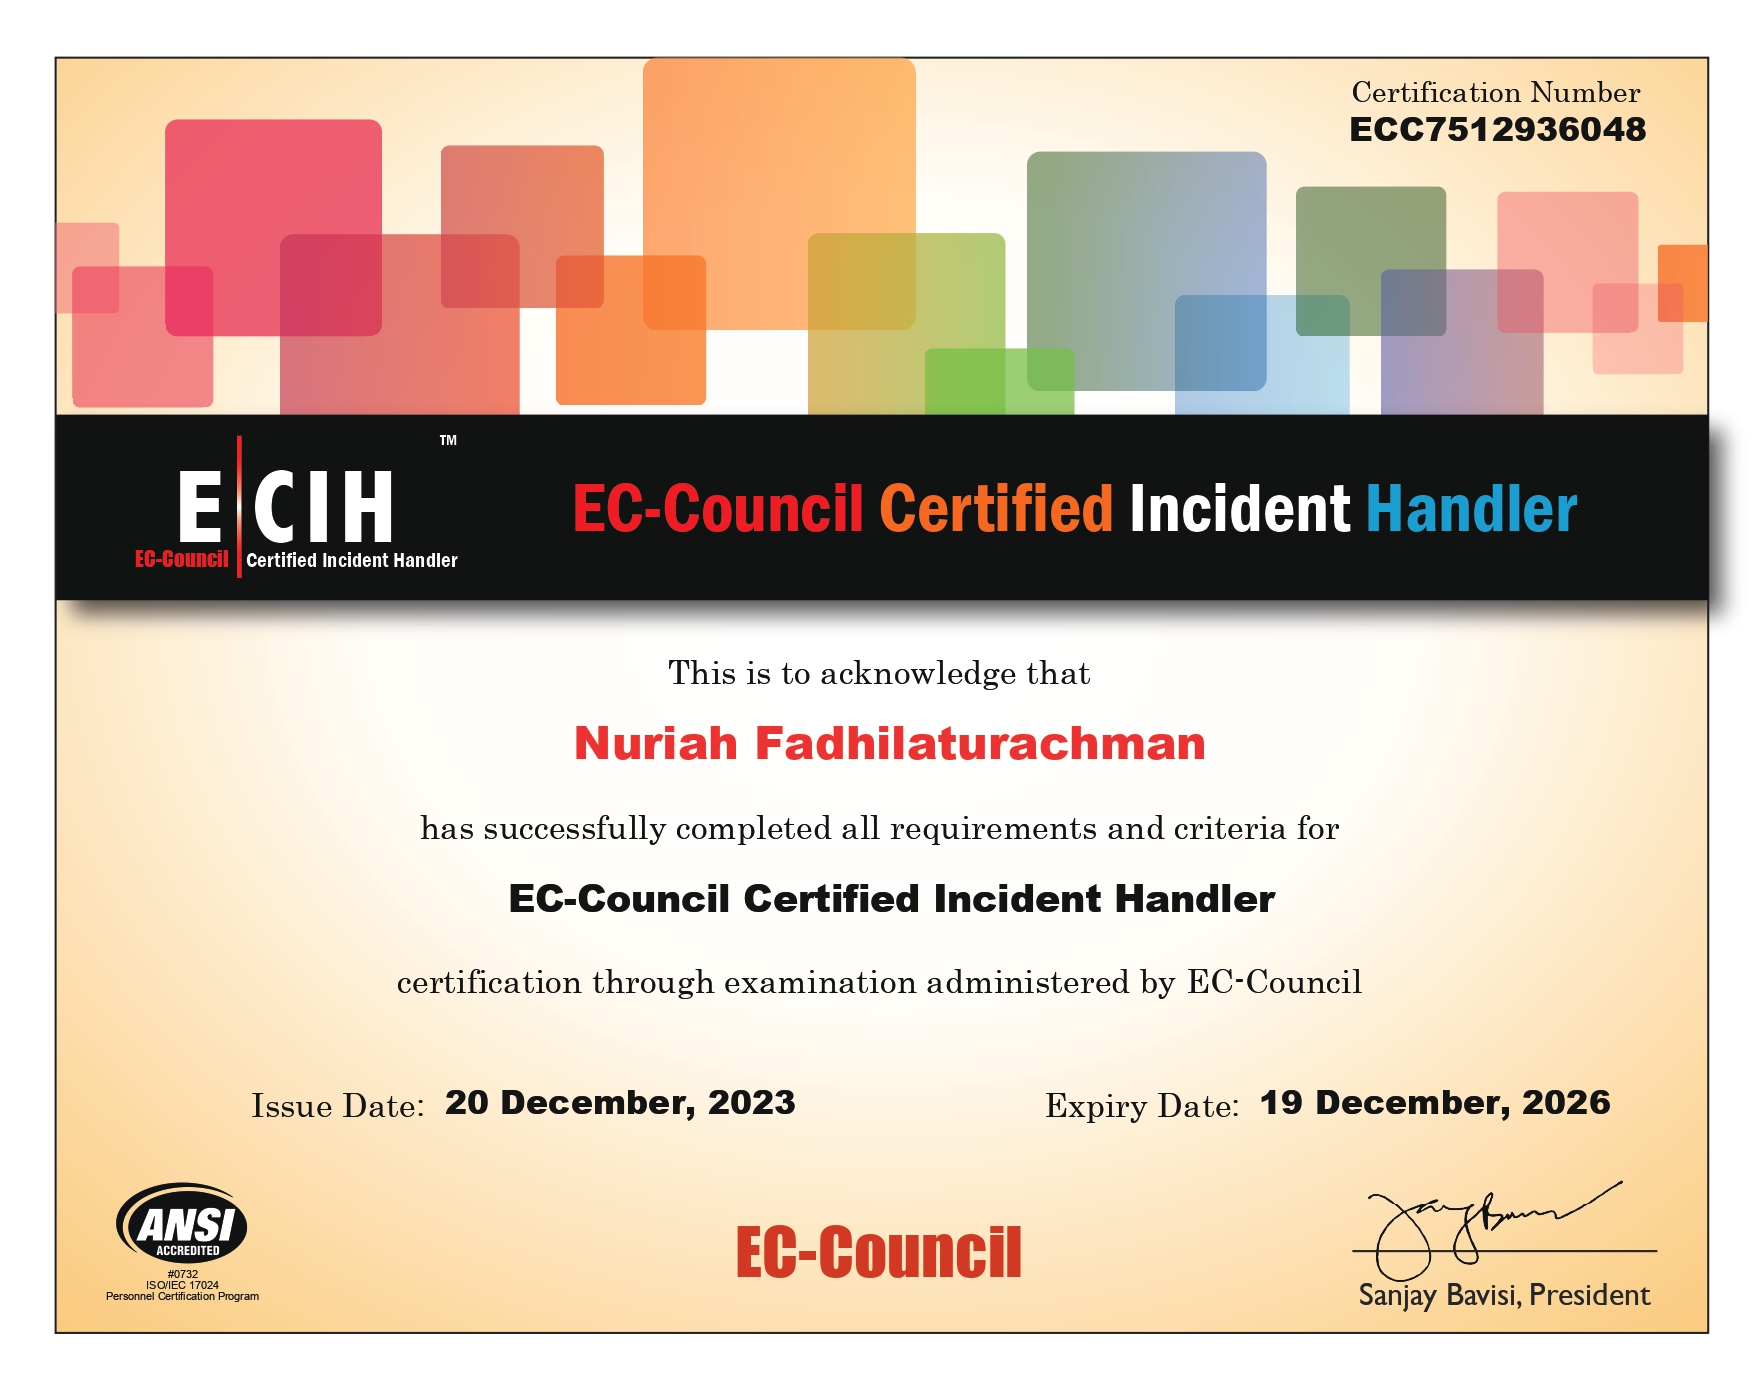 Certification Number
ECC7512936048
TM
E CIH
EC-Council Certified Incident Handler
EC-Council Certified Incident Handler
This is to acknowledge that
Nuriah Fadhilaturachman
has successfully completed all requirements and criteria for
EC-Council Certified Incident Handler
certification through examination administered by EC-Council
Issue Date: 20 December, 2023
Expiry Date: 19 December, 2026
ANSI
ACCREDITED
#0732
ISO/IEC 17024
Personnel Certification Program
EC-Council
Sanjay Bavisi, President